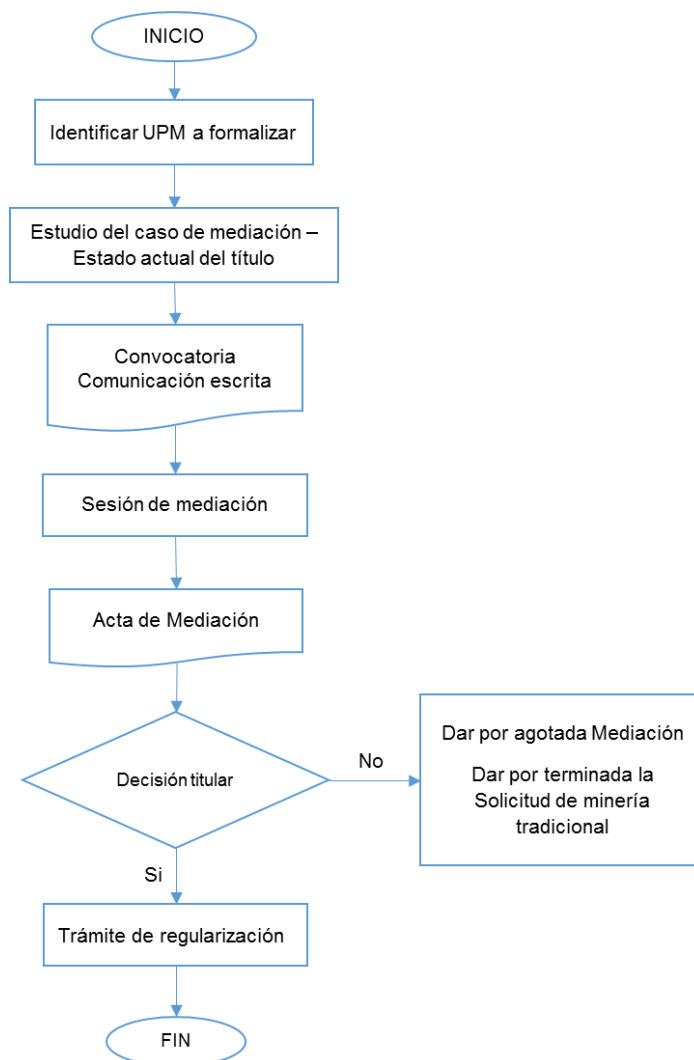 INICIO
Identificar UPM a formalizar
Estudio del caso de mediación –
Estado actual del título
Convocatoria
Comunicación escrita
Sesión de mediación
Acta de Mediación
Decisión titular
No
Dar por agotada Mediación
Dar por terminada la
Solicitud de minería
tradicional
Si
Trámite de regularización
FIN